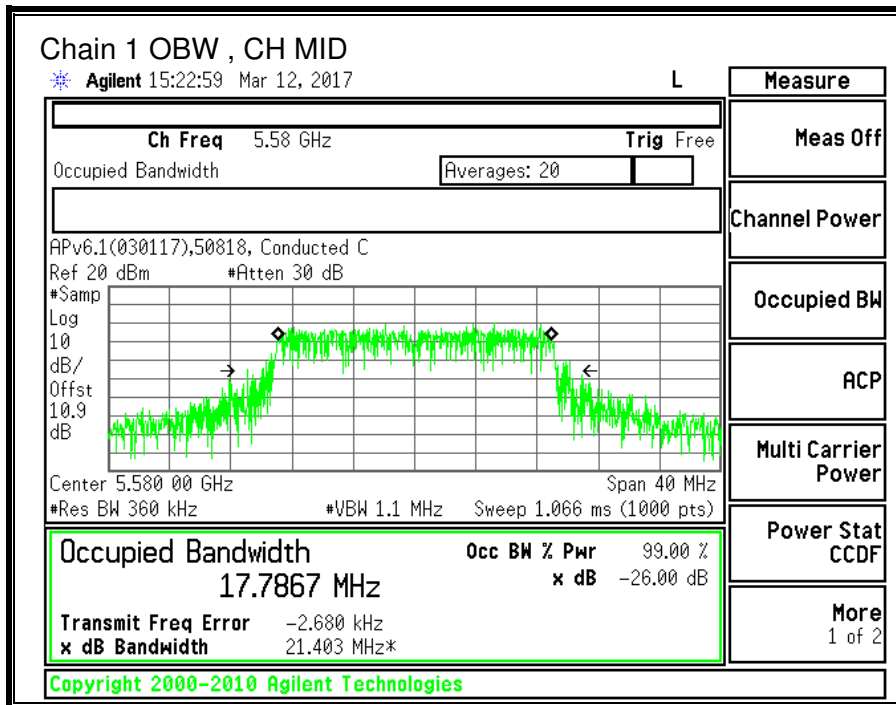 Chain 1 OBW , CH MID
Agilent 15:22:59 Mar 12, 2017 L
Measure
Ch Freq 5.58 GHz Trig Free
Occupied Bandwidth Averages: 20
APv6.1(030117),50818, Conducted C
Ref 20 dBm #Atten 30 dB
#Samp
Log
10
dB/
Offst
10.9
dB
Center 5.580 00 GHz Span 40 MHz
#Res BW 360 kHz #VBW 1.1 MHz Sweep 1.066 ms (1000 pts)
Occupied Bandwidth Occ BW % Pwr 99.00 %
17.7867 MHz x dB -26.00 dB
Transmit Freq Error -2.680 kHz
x dB Bandwidth 21.403 MHz*
Copyright 2000-2010 Agilent Technologies
Meas Off
Channel Power
Occupied BW
ACP
Multi Carrier
Power
Power Stat
CCDF
More
1 of 2